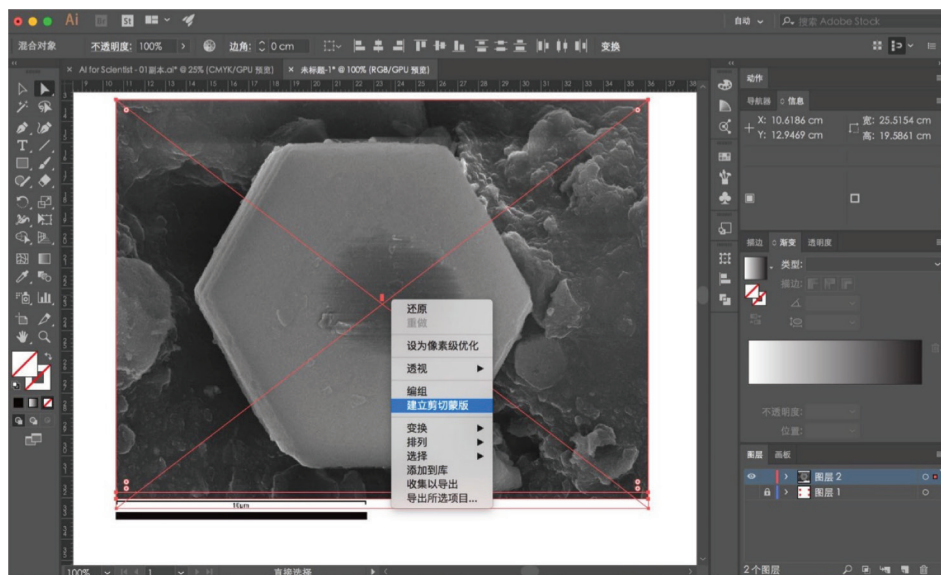 Ai Br St 自动 搜索 Adobe Stock
混合对象 不透明度: 100% 边角: 0 cm 变换
× AI for Scientist - 01副本.ai* @ 25% (CMYK/GPU 预览) × 未标题-1* @ 100% (RGB/GPU 预览)
动作
导航器 信息
X: 10.6186 cm 宽: 25.5154 cm
Y: 12.9469 cm 高: 19.5861 cm
描边 渐变 透明度
类型:
描边:
还原
重做
设为像素级优化
透视
编组
建立剪切蒙版
变换
排列
选择
添加到库
收集以导出
导出所选项目...
不透明度:
位置:
图层 画板
图层 2
图层 1
10μm
100% 1 直接选择
2 个图层